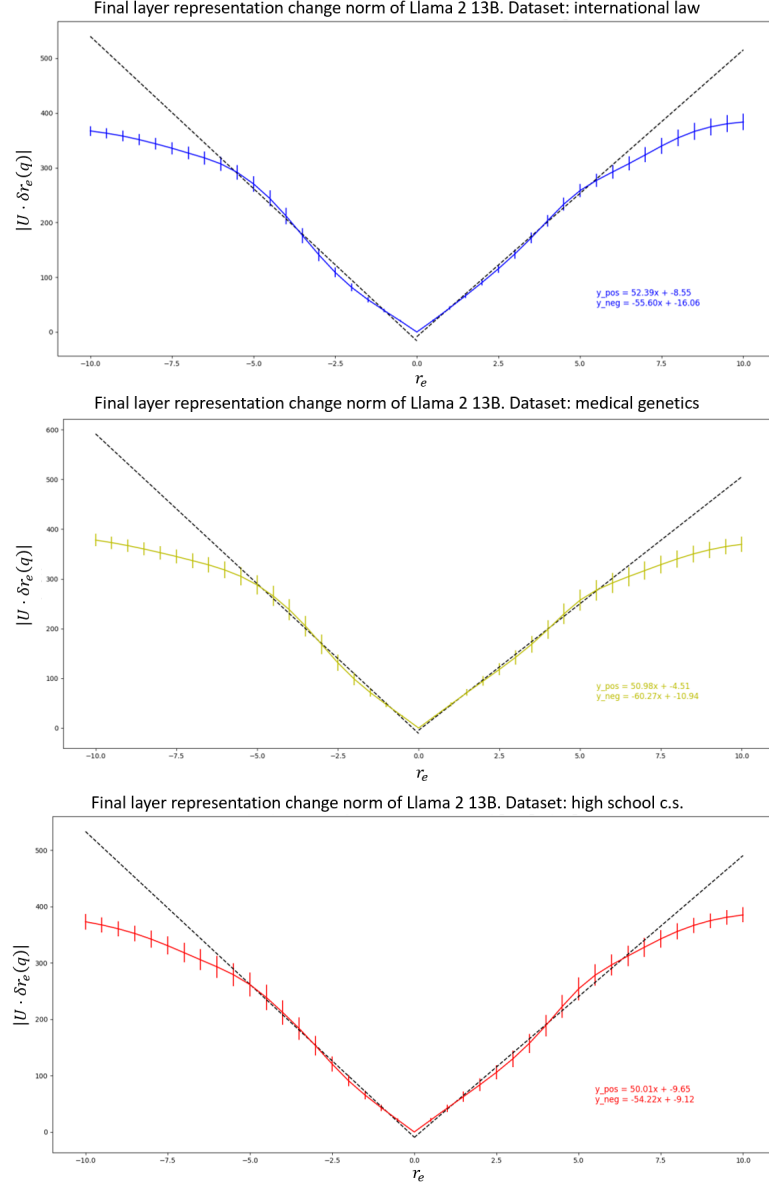 Final layer representation change norm of Llama 2 13B. Dataset: international law
500
400
300
200
100
0
|U · δrₑ(q)|
y_pos = 52.39x + -8.55
y_neg = -55.60x + -16.06
−10.0 −7.5 −5.0 −2.5 0.0 2.5 5.0 7.5 10.0
rₑ
Final layer representation change norm of Llama 2 13B. Dataset: medical genetics
600
500
400
300
200
100
0
|U · δrₑ(q)|
y_pos = 50.98x + -4.51
y_neg = -60.27x + -10.94
−10.0 −7.5 −5.0 −2.5 0.0 2.5 5.0 7.5 10.0
rₑ
Final layer representation change norm of Llama 2 13B. Dataset: high school c.s.
500
400
300
200
100
0
|U · δrₑ(q)|
y_pos = 50.01x + -9.65
y_neg = -54.22x + -9.12
−10.0 −7.5 −5.0 −2.5 0.0 2.5 5.0 7.5 10.0
rₑ